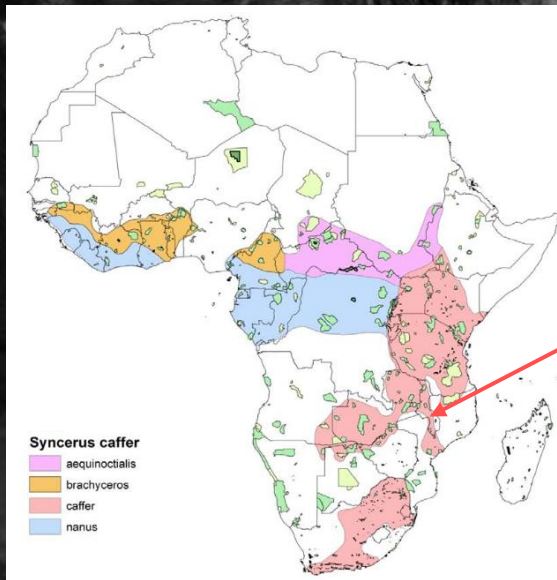 Syncerus caffer
aequinoctialis
brachyceros
caffer
nanus